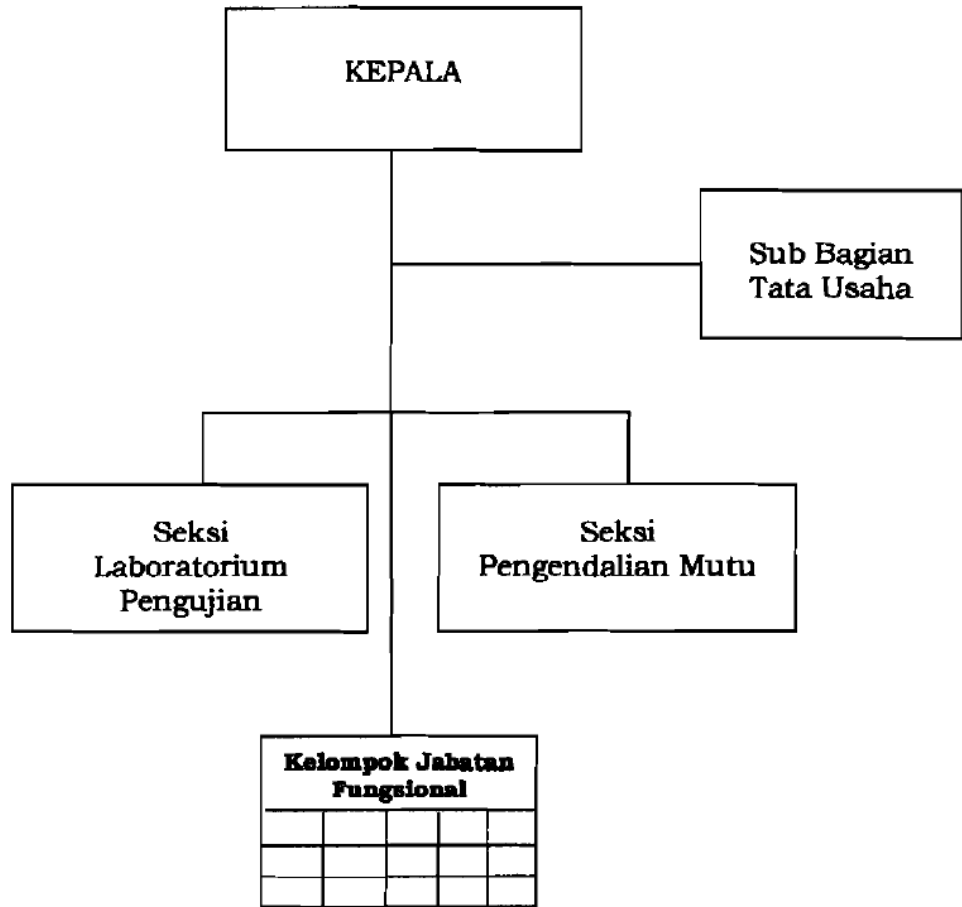 KEPALA
Sub Bagian
Tata Usaha
Seksi
Laboratorium
Pengujian
Seksi
Pengendalian Mutu
Kelompok Jabatan
Fungsional